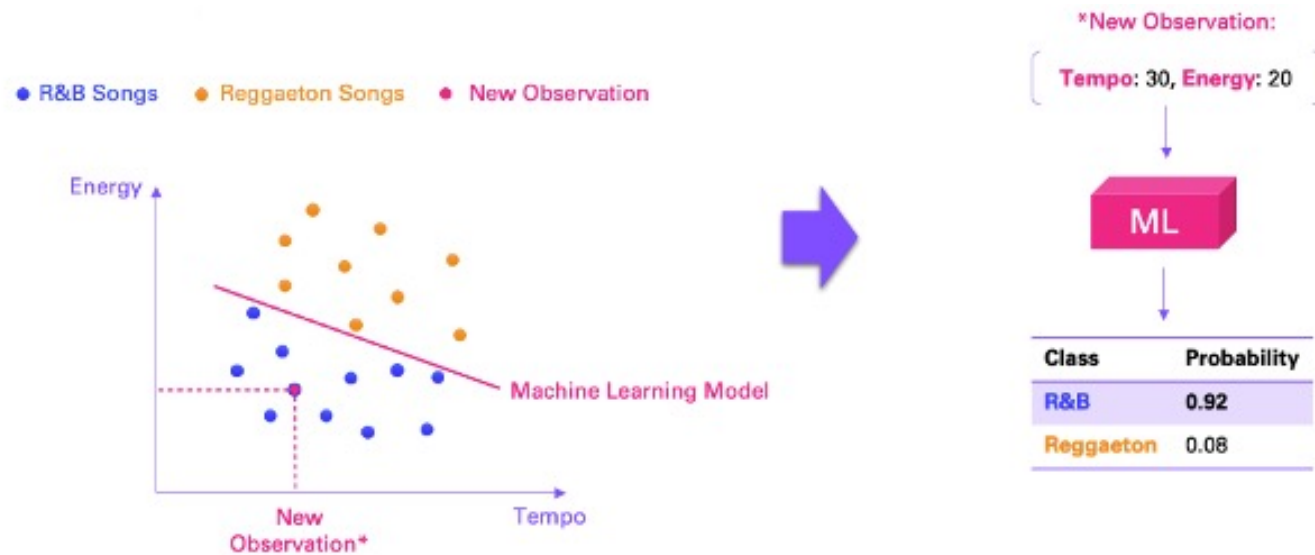 *New Observation:
Tempo: 30, Energy: 20
R&B Songs Reggaeton Songs New Observation
Energy
ML
Machine Learning Model
Class Probability
R&B 0.92
Reggaeton 0.08
Tempo
New
Observation*